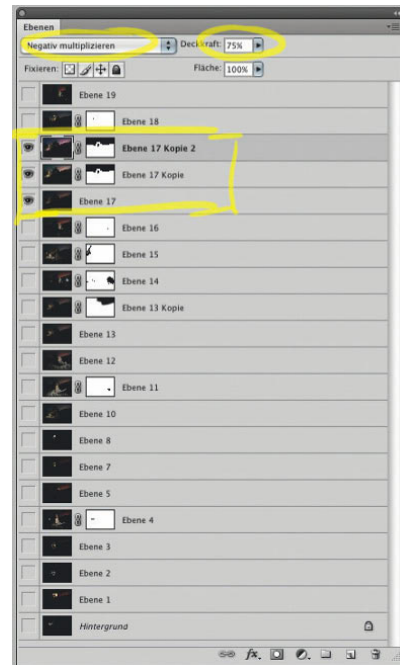 Ebenen
Negativ multiplizieren Deckkraft: 75%
Fixieren: Fläche: 100%
Ebene 19
Ebene 18
Ebene 17 Kopie 2
Ebene 17 Kopie
Ebene 17
Ebene 16
Ebene 15
Ebene 14
Ebene 13 Kopie
Ebene 13
Ebene 12
Ebene 11
Ebene 10
Ebene 8
Ebene 7
Ebene 5
Ebene 4
Ebene 3
Ebene 2
Ebene 1
Hintergrund
fx.